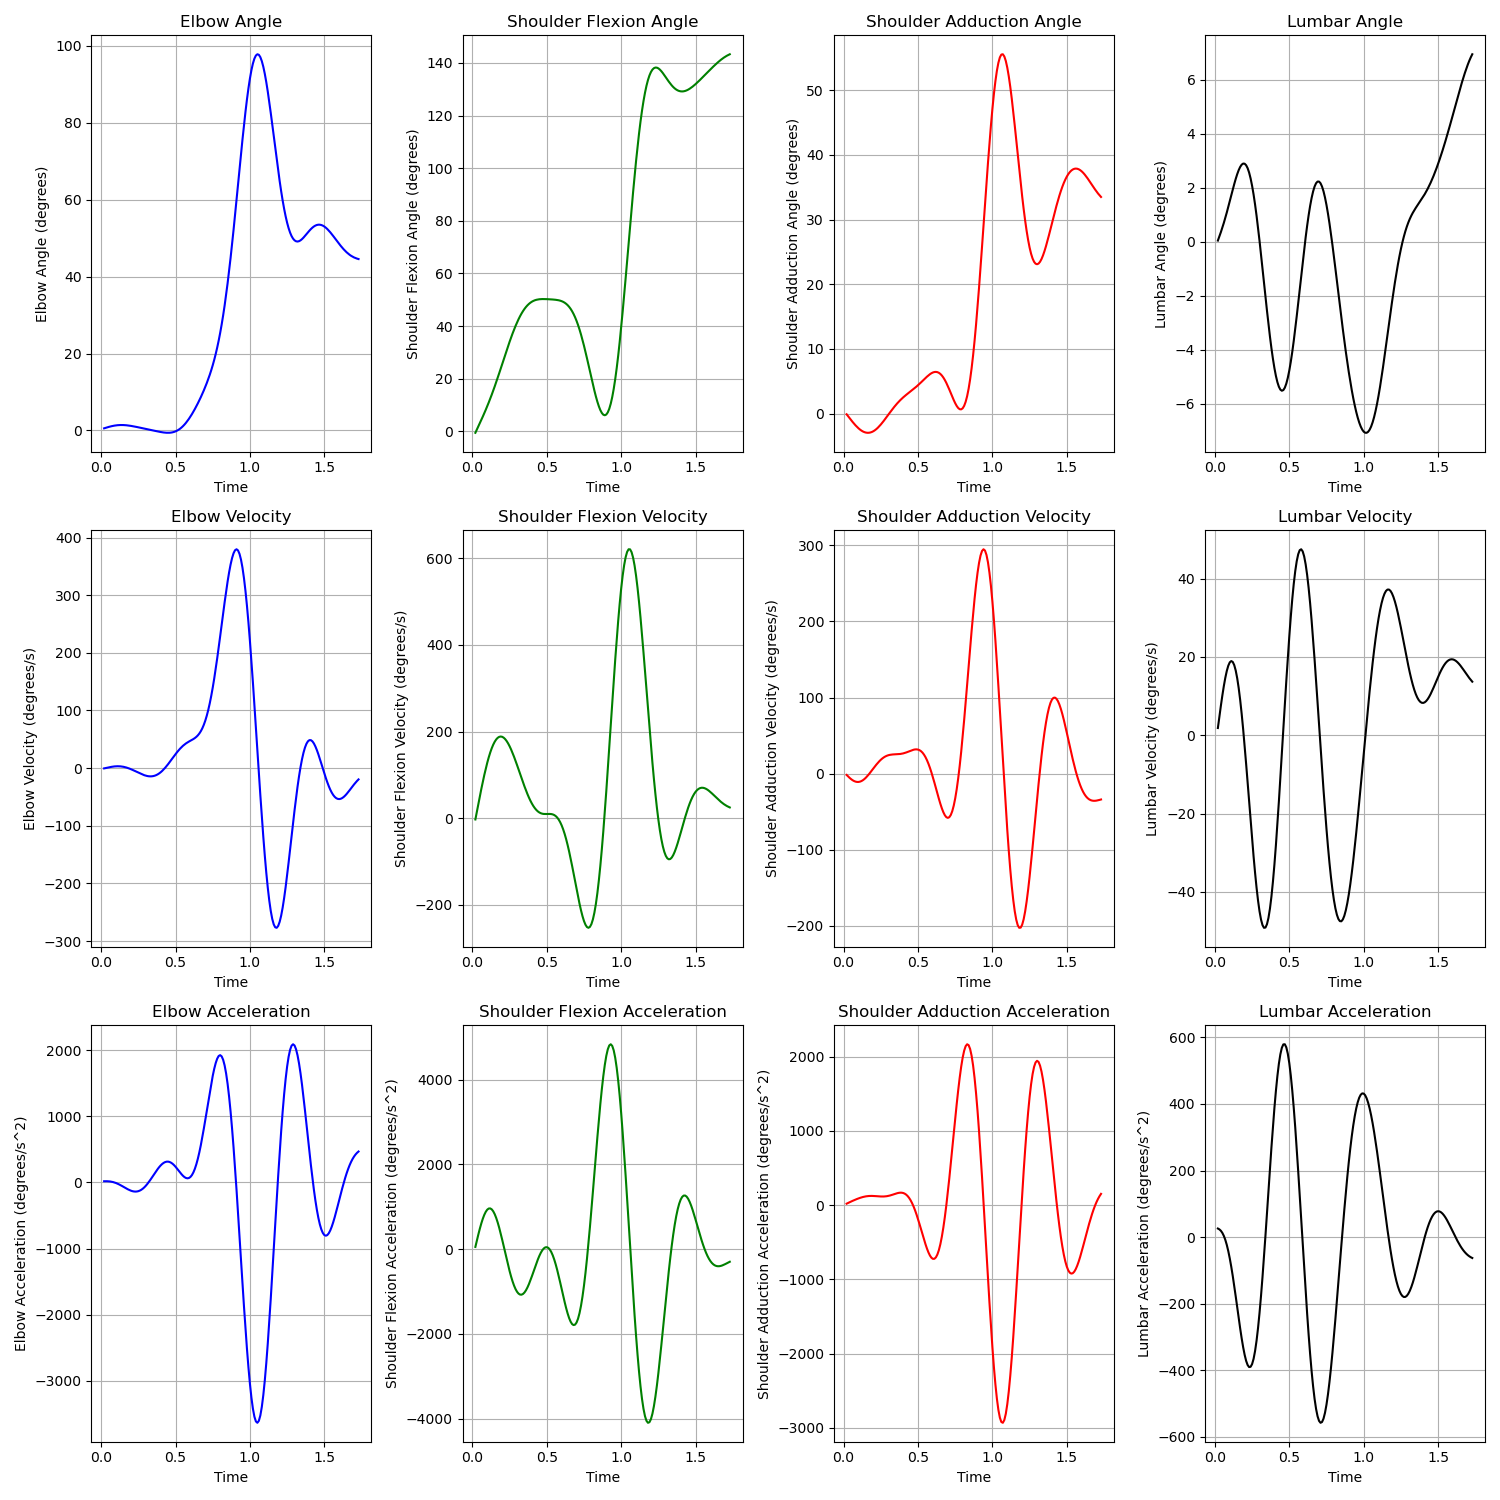 Elbow Angle
Elbow Angle (degrees)
100
80
60
40
20
0
0.0 0.5 1.0 1.5
Time
Shoulder Flexion Angle
Shoulder Flexion Angle (degrees)
140
120
100
80
60
40
20
0
0.0 0.5 1.0 1.5
Time
Shoulder Adduction Angle
Shoulder Adduction Angle (degrees)
50
40
30
20
10
0
0.0 0.5 1.0 1.5
Time
Lumbar Angle
Lumbar Angle (degrees)
6
4
2
0
−2
−4
−6
0.0 0.5 1.0 1.5
Time
Elbow Velocity
Elbow Velocity (degrees/s)
400
300
200
100
0
−100
−200
−300
0.0 0.5 1.0 1.5
Time
Shoulder Flexion Velocity
Shoulder Flexion Velocity (degrees/s)
600
400
200
0
−200
0.0 0.5 1.0 1.5
Time
Shoulder Adduction Velocity
Shoulder Adduction Velocity (degrees/s)
300
200
100
0
−100
−200
0.0 0.5 1.0 1.5
Time
Lumbar Velocity
Lumbar Velocity (degrees/s)
40
20
0
−20
−40
0.0 0.5 1.0 1.5
Time
Elbow Acceleration
Elbow Acceleration (degrees/s^2)
2000
1000
0
−1000
−2000
−3000
0.0 0.5 1.0 1.5
Time
Shoulder Flexion Acceleration
Shoulder Flexion Acceleration (degrees/s^2)
4000
2000
0
−2000
−4000
0.0 0.5 1.0 1.5
Time
Shoulder Adduction Acceleration
Shoulder Adduction Acceleration (degrees/s^2)
2000
1000
0
−1000
−2000
−3000
0.0 0.5 1.0 1.5
Time
Lumbar Acceleration
Lumbar Acceleration (degrees/s^2)
600
400
200
0
−200
−400
−600
0.0 0.5 1.0 1.5
Time